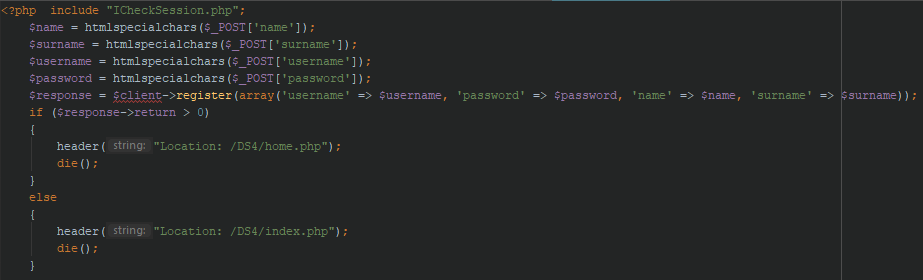 <?php  include "ICheckSession.php";
    $name = htmlspecialchars($_POST['name']);
    $surname = htmlspecialchars($_POST['surname']);
    $username = htmlspecialchars($_POST['username']);
    $password = htmlspecialchars($_POST['password']);
    $response = $client->register(array('username' => $username, 'password' => $password, 'name' => $name, 'surname' => $surname));
    if ($response->return > 0)
    {
        header( string: "Location: /DS4/home.php");
        die();
    }
    else
    {
        header( string: "Location: /DS4/index.php");
        die();
    }